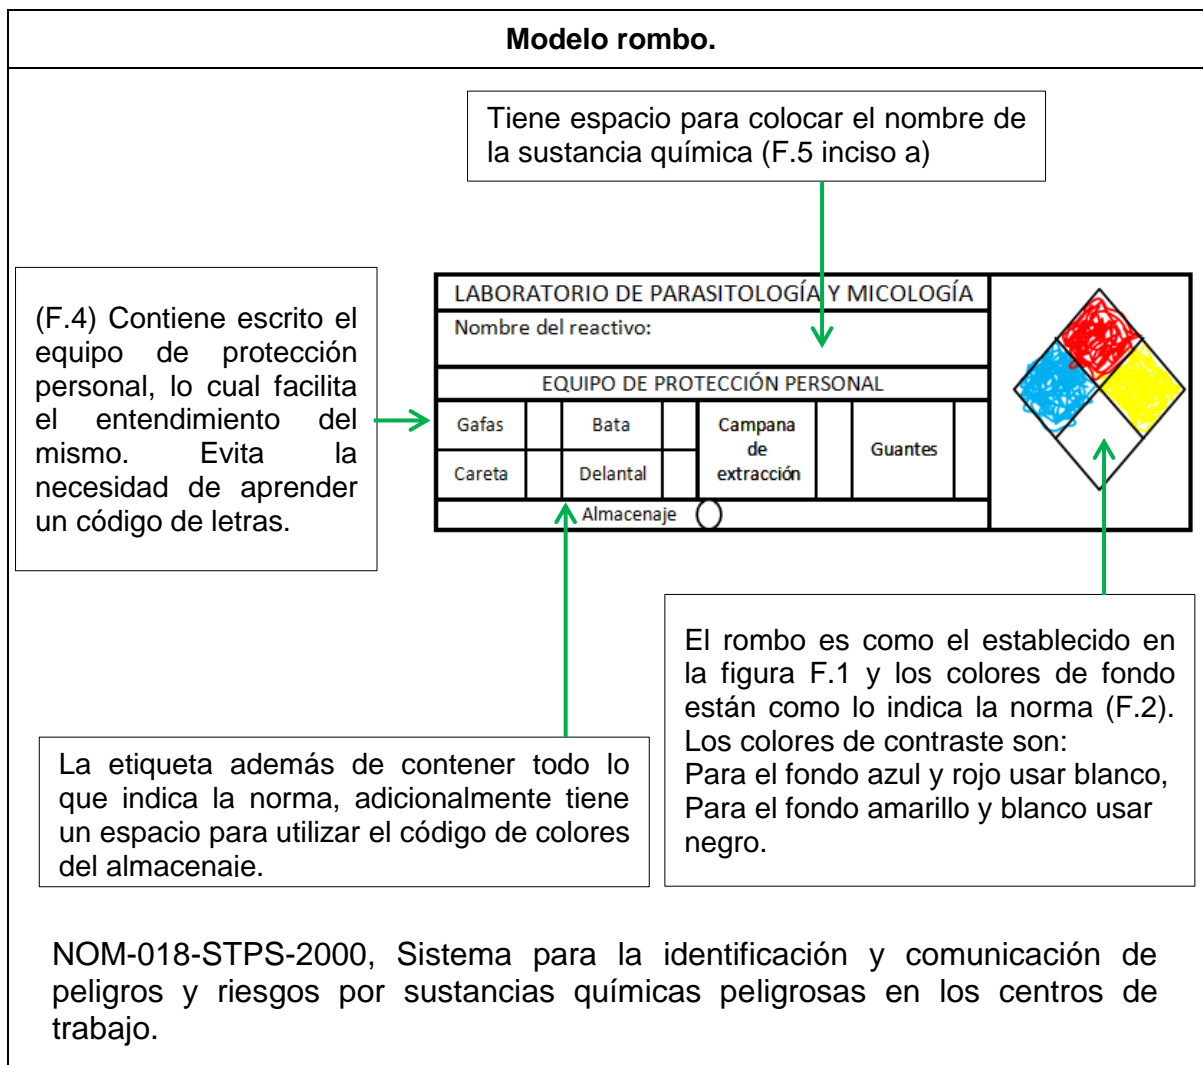 Modelo rombo.
Tiene espacio para colocar el nombre de
la sustancia química (F.5 inciso a)
(F.4) Contiene escrito el
equipo de protección
personal, lo cual facilita
el entendimiento del
mismo. Evita la
necesidad de aprender
un código de letras.
LABORATORIO DE PARASITOLOGÍA Y MICOLOGÍA
Nombre del reactivo:
EQUIPO DE PROTECCIÓN PERSONAL
Gafas
Bata
Campana
de
extracción
Guantes
Careta
Delantal
Almacenaje
El rombo es como el establecido en
la figura F.1 y los colores de fondo
están como lo indica la norma (F.2).
Los colores de contraste son:
Para el fondo azul y rojo usar blanco,
Para el fondo amarillo y blanco usar
negro.
La etiqueta además de contener todo lo
que indica la norma, adicionalmente tiene
un espacio para utilizar el código de colores
del almacenaje.
NOM-018-STPS-2000, Sistema para la identificación y comunicación de
peligros y riesgos por sustancias químicas peligrosas en los centros de
trabajo.